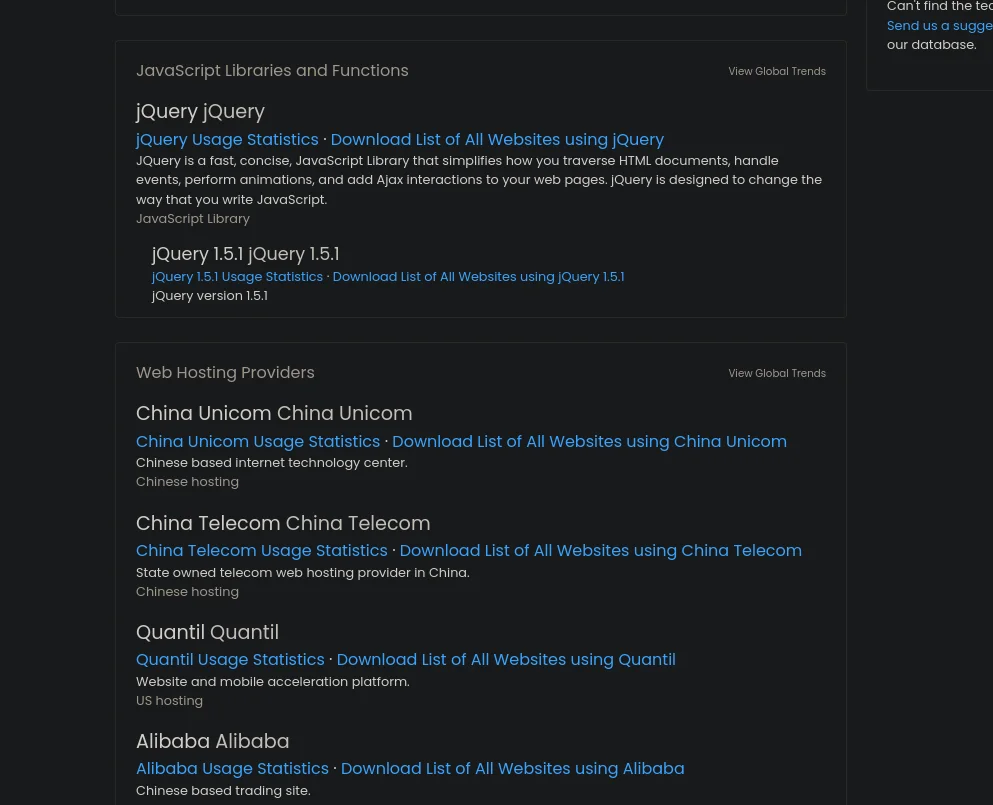 Can't find the
Send us a
our database.
JavaScript Libraries and Functions
View Global Trends
jQuery jQuery
jQuery Usage Statistics · Download List of All Websites using jQuery
JQuery is a fast, concise, JavaScript Library that simplifies how you traverse HTML documents, handle
events, perform animations, and add Ajax interactions to your web pages. jQuery is designed to change the
way that you write JavaScript.
JavaScript Library
jQuery 1.5.1 jQuery 1.5.1
jQuery 1.5.1 Usage Statistics · Download List of All Websites using jQuery 1.5.1
jQuery version 1.5.1
Web Hosting Providers
View Global Trends
China Unicom China Unicom
China Unicom Usage Statistics · Download List of All Websites using China Unicom
Chinese based internet technology center.
Chinese hosting
China Telecom China Telecom
China Telecom Usage Statistics · Download List of All Websites using China Telecom
State owned telecom web hosting provider in China.
Chinese hosting
Quantil Quantil
Quantil Usage Statistics · Download List of All Websites using Quantil
Website and mobile acceleration platform.
US hosting
Alibaba Alibaba
Alibaba Usage Statistics · Download List of All Websites using Alibaba
Chinese based trading site.